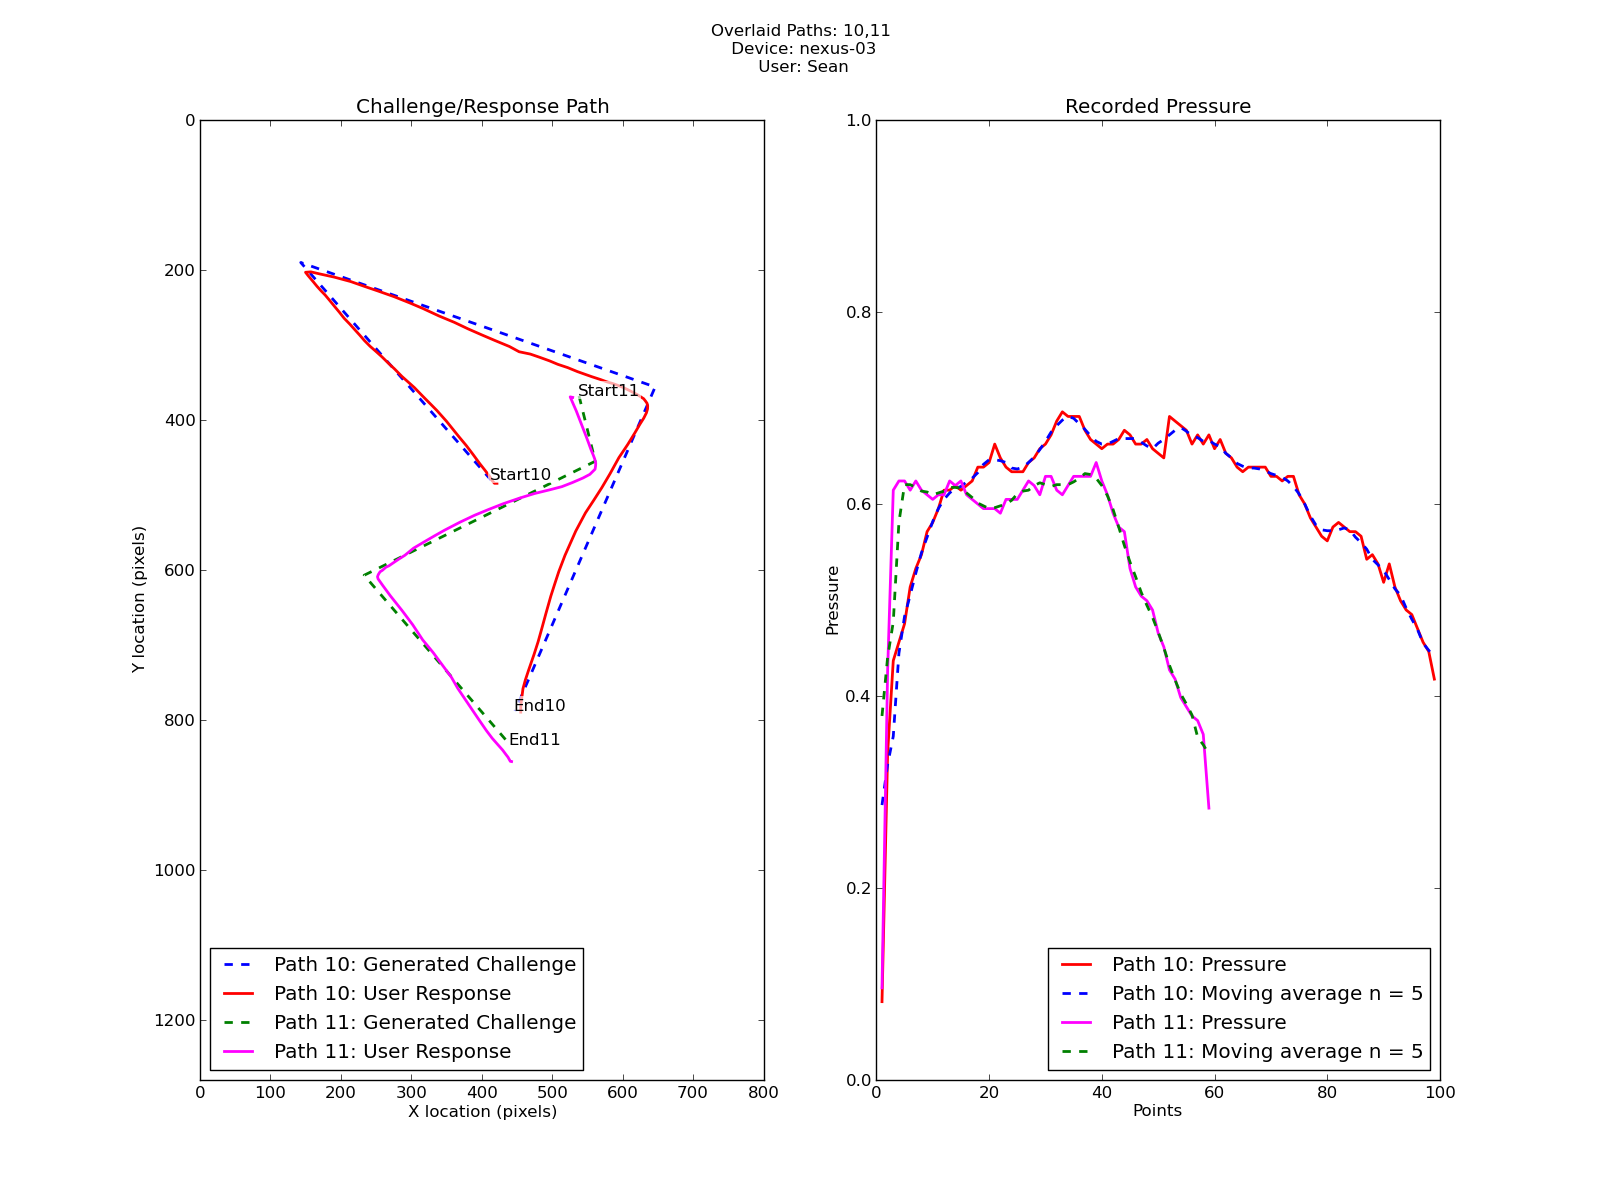 Overlaid Paths: 10,11
Device: nexus-03
User: Sean
Challenge/Response Path
0
200
400
600
800
1000
1200
Y location (pixels)
Start11
Start10
End10
End11
Path 10: Generated Challenge
Path 10: User Response
Path 11: Generated Challenge
Path 11: User Response
0 100 200 300 400 500 600 700 800
X location (pixels)
Recorded Pressure
1.0
0.8
0.6
0.4
0.2
0.0
Pressure
Path 10: Pressure
Path 10: Moving average n = 5
Path 11: Pressure
Path 11: Moving average n = 5
0 20 40 60 80 100
Points